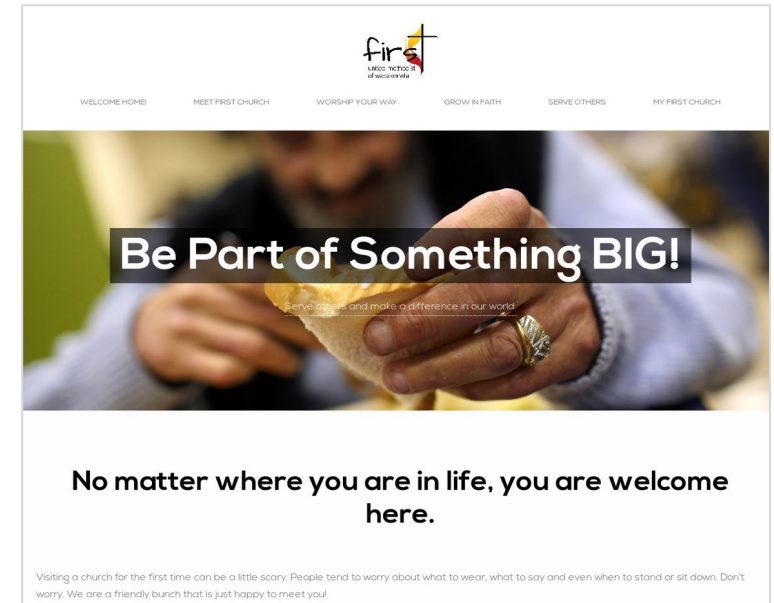 first
united methodist
WELCOME HOME!
MEET FIRST CHURCH
WORSHIP YOUR WAY
GROW IN FAITH
SERVE OTHERS
MY FIRST CHURCH
Be Part of Something BIG!
Serve others and make a difference in our world.
No matter where you are in life, you are welcome
here.
Visiting a church for the first time can be a little scary. People tend to worry about what to wear, what to say and even when to stand or sit down. Don't
worry. We are a friendly bunch that is just happy to meet you!